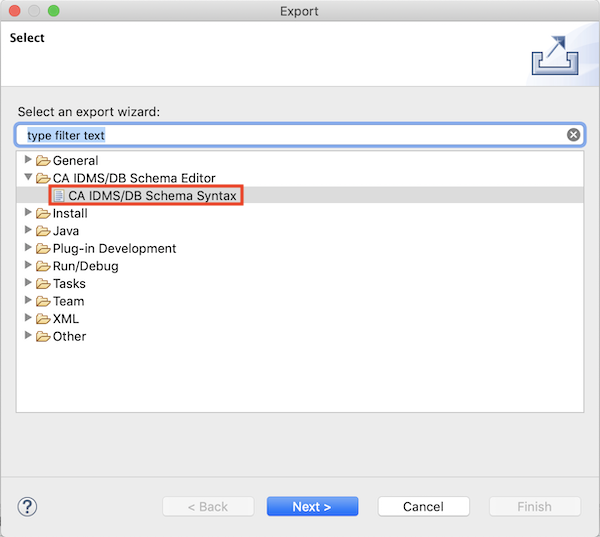 Export
Select
Select an export wizard:
type filter text
General
CA IDMS/DB Schema Editor
CA IDMS/DB Schema Syntax
Install
Java
Plug-in Development
Run/Debug
Tasks
Team
XML
Other
? < Back Next > Cancel Finish